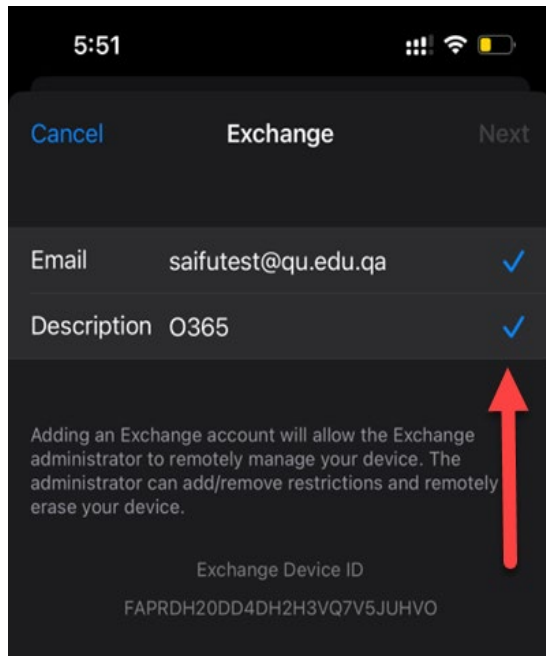 5:51
Cancel Exchange Next
Email saifutest@qu.edu.qa
Description O365
Adding an Exchange account will allow the Exchange
administrator to remotely manage your device. The
administrator can add/remove restrictions and remotely
erase your device.
Exchange Device ID
FAPRDH20DD4DH2H3VQ7V5JUHVO